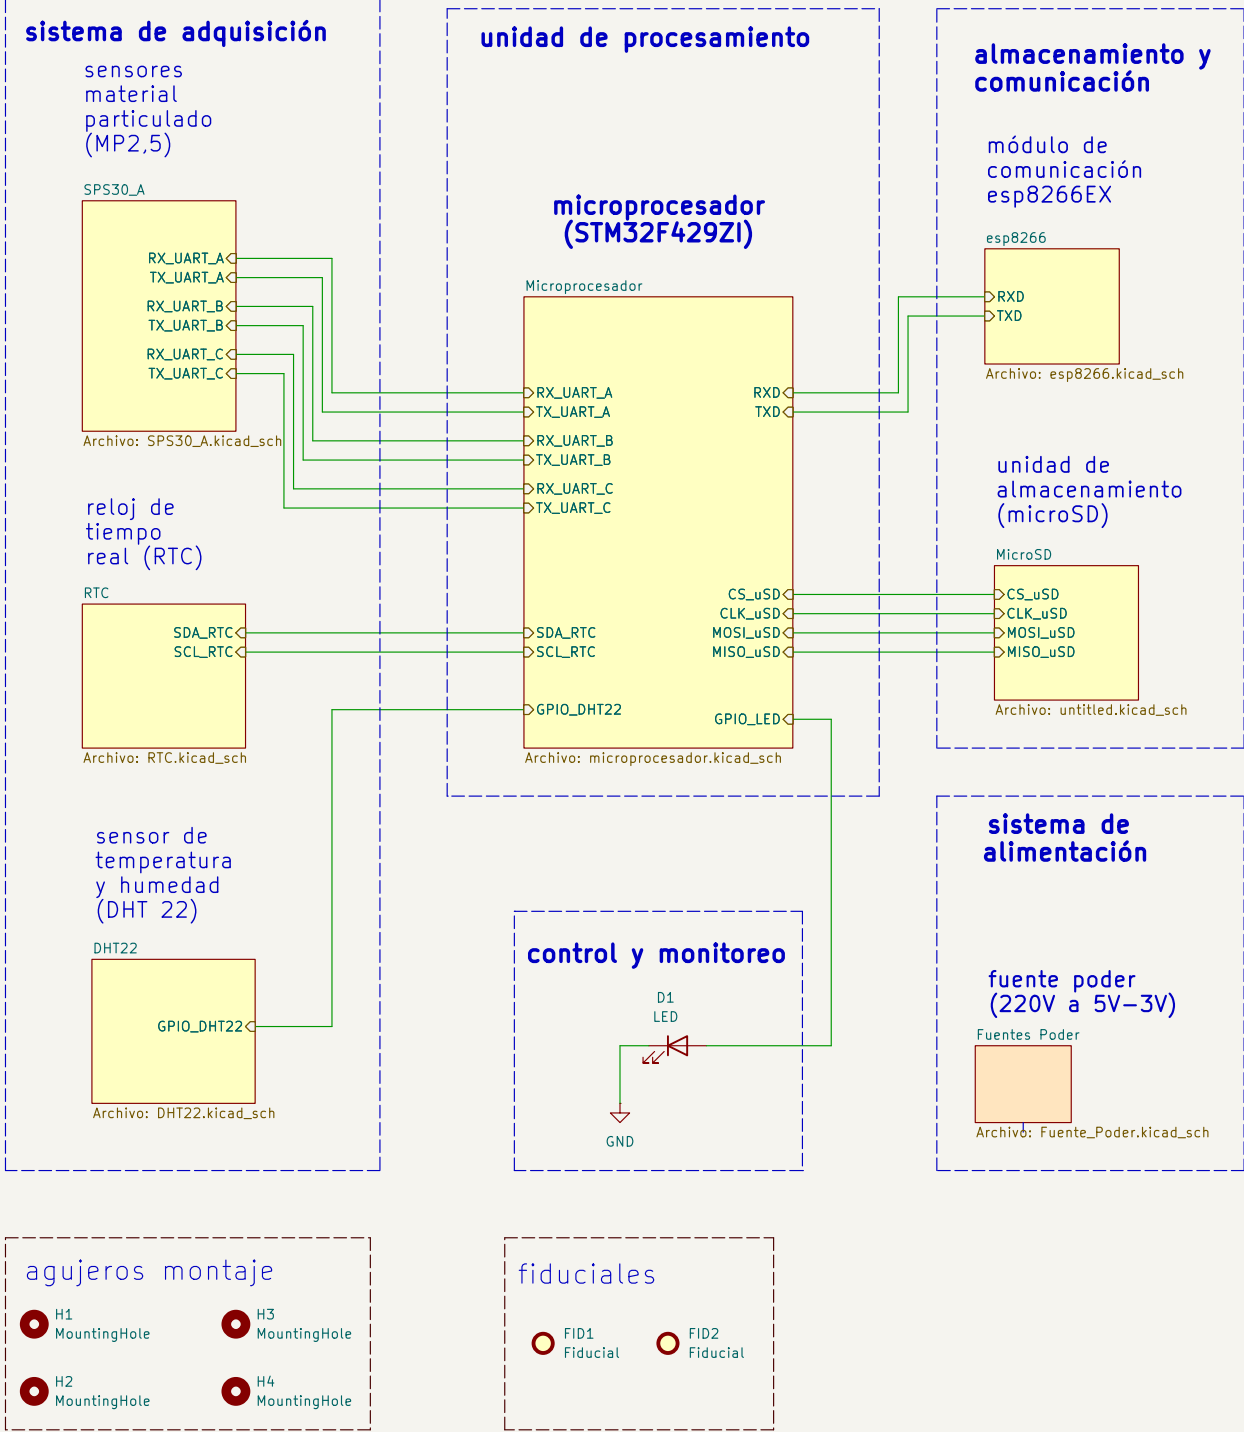 sistema de adquisición
sensores
material
particulado
(MP2,5)
SPS30_A
RX_UART_A
TX_UART_A
RX_UART_B
TX_UART_B
RX_UART_C
TX_UART_C
Archivo: SPS30_A.kicad_sch
reloj de
tiempo
real (RTC)
RTC
SDA_RTC
SCL_RTC
Archivo: RTC.kicad_sch
sensor de
temperatura
y humedad
(DHT 22)
DHT22
GPIO_DHT22
Archivo: DHT22.kicad_sch
unidad de procesamiento
microprocesador
(STM32F429ZI)
Microprocesador
RX_UART_A
TX_UART_A
RX_UART_B
TX_UART_B
RX_UART_C
TX_UART_C
SDA_RTC
SCL_RTC
GPIO_DHT22
RXD
TXD
CS_uSD
CLK_uSD
MOSI_uSD
MISO_uSD
GPIO_LED
Archivo: microprocesador.kicad_sch
control y monitoreo
D1
LED
GND
almacenamiento y
comunicación
módulo de
comunicación
esp8266EX
esp8266
RXD
TXD
Archivo: esp8266.kicad_sch
unidad de
almacenamiento
(microSD)
MicroSD
CS_uSD
CLK_uSD
MOSI_uSD
MISO_uSD
Archivo: untitled.kicad_sch
sistema de
alimentación
fuente poder
(220V a 5V-3V)
Fuentes Poder
Archivo: Fuente_Poder.kicad_sch
agujeros montaje
H1
MountingHole
H3
MountingHole
H2
MountingHole
H4
MountingHole
fiduciales
FID1
Fiducial
FID2
Fiducial